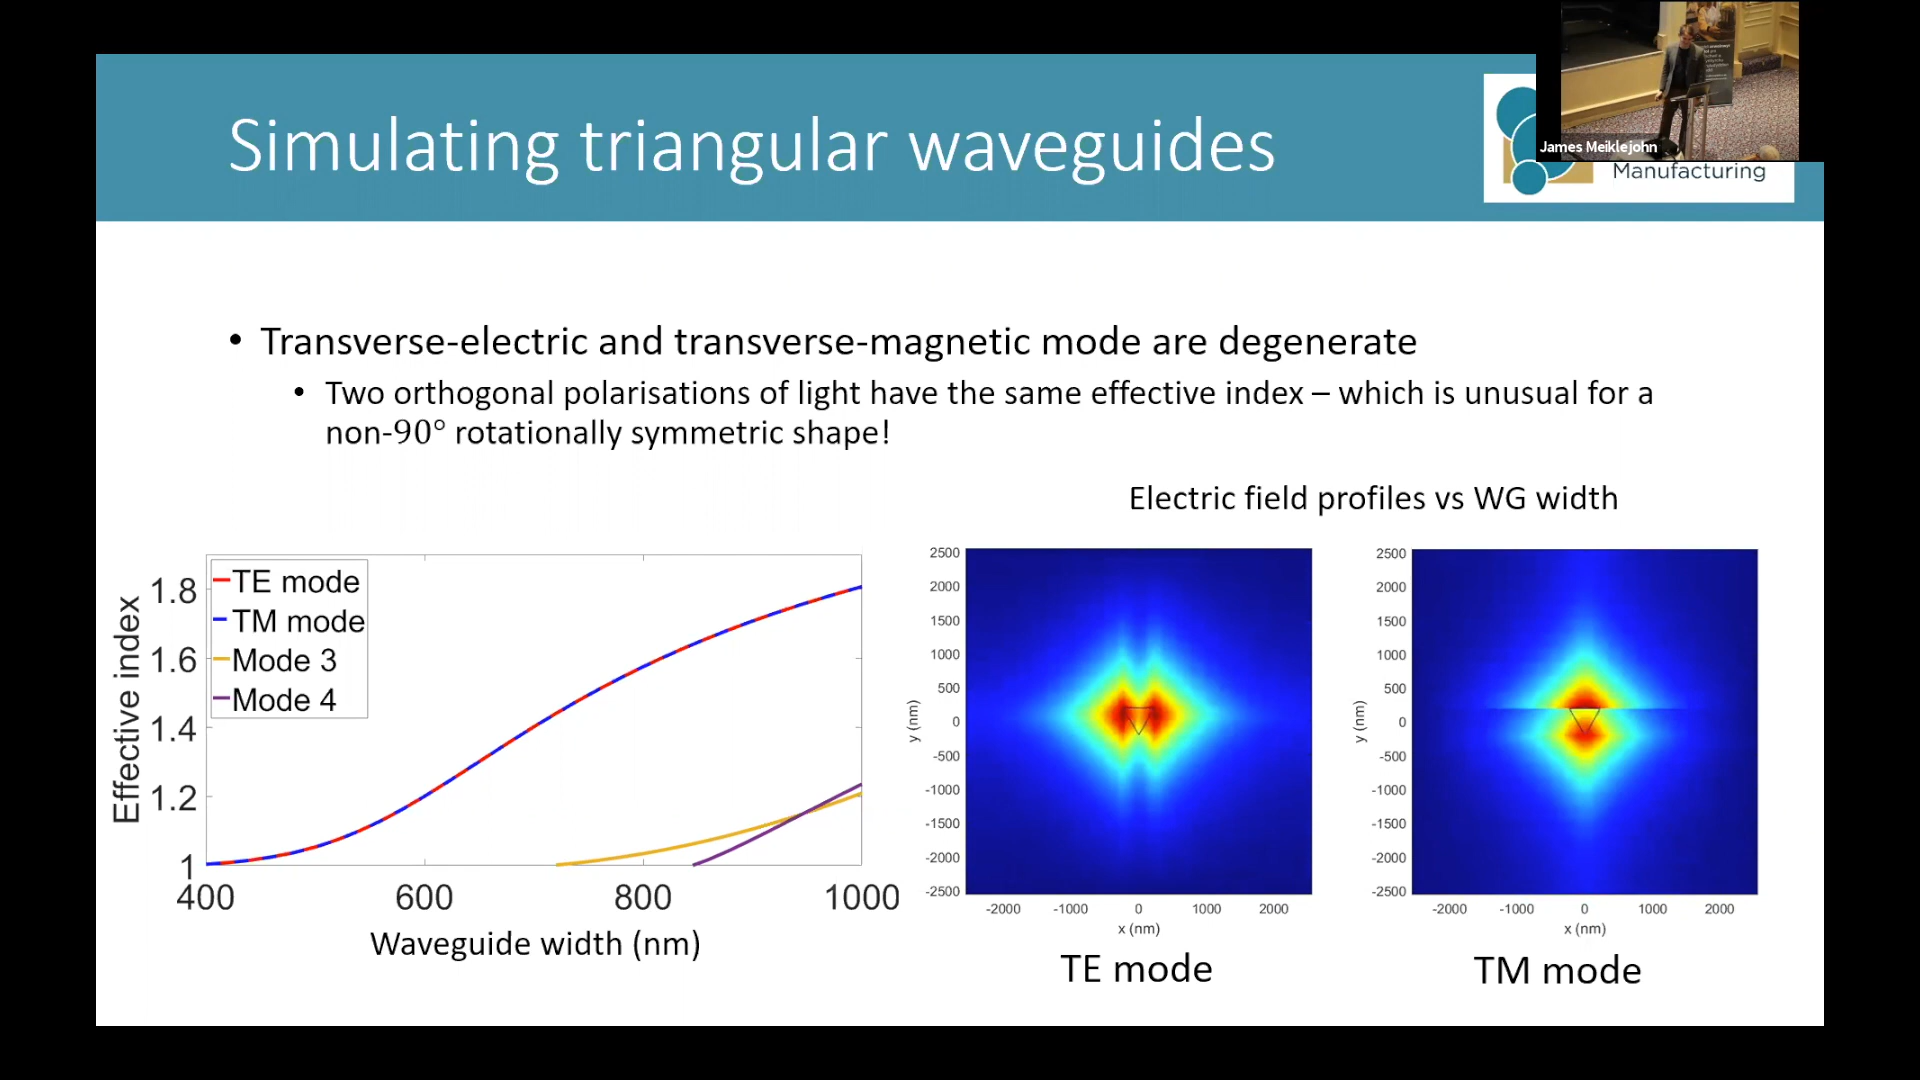 Simulating triangular waveguides
James Meiklejohn
Manufacturing
• Transverse-electric and transverse-magnetic mode are degenerate
• Two orthogonal polarisations of light have the same effective index – which is unusual for a
non-90° rotationally symmetric shape!
Electric field profiles vs WG width
Effective index
1.8
1.6
1.4
1.2
1
TE mode
TM mode
Mode 3
Mode 4
400
600
800
1000
Waveguide width (nm)
y (nm)
2500
2000
1500
1000
500
0
-500
-1000
-1500
-2000
-2500
-2000
-1000
0
1000
2000
x (nm)
TE mode
y (nm)
2500
2000
1500
1000
500
0
-500
-1000
-1500
-2000
-2500
-2000
-1000
0
1000
2000
x (nm)
TM mode